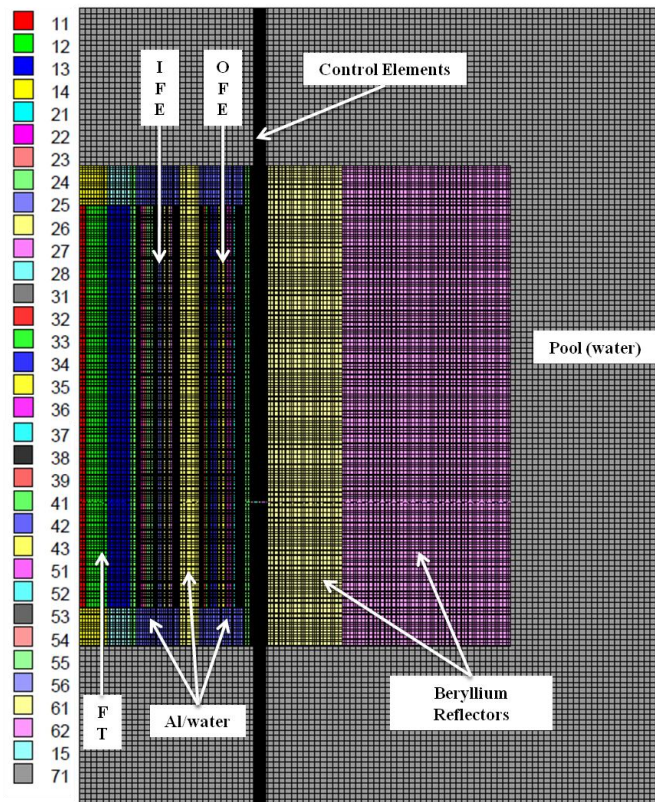 11
12
13
14
21
22
23
24
25
26
27
28
31
32
33
34
35
36
37
38
39
41
42
43
51
52
53
54
55
56
61
62
15
71
I
F
E
O
F
E
Control Elements
Pool (water)
F
T
Al/water
Beryllium
Reflectors